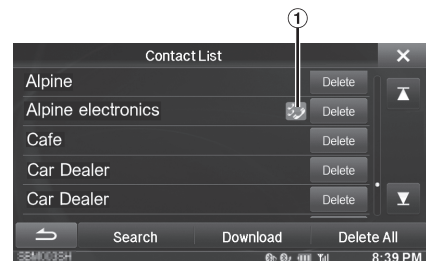 1
Contact List
Alpine Delete
Alpine electronics Delete
Cafe Delete
Car Dealer Delete
Car Dealer Delete
Search Download Delete All
8:39 PM